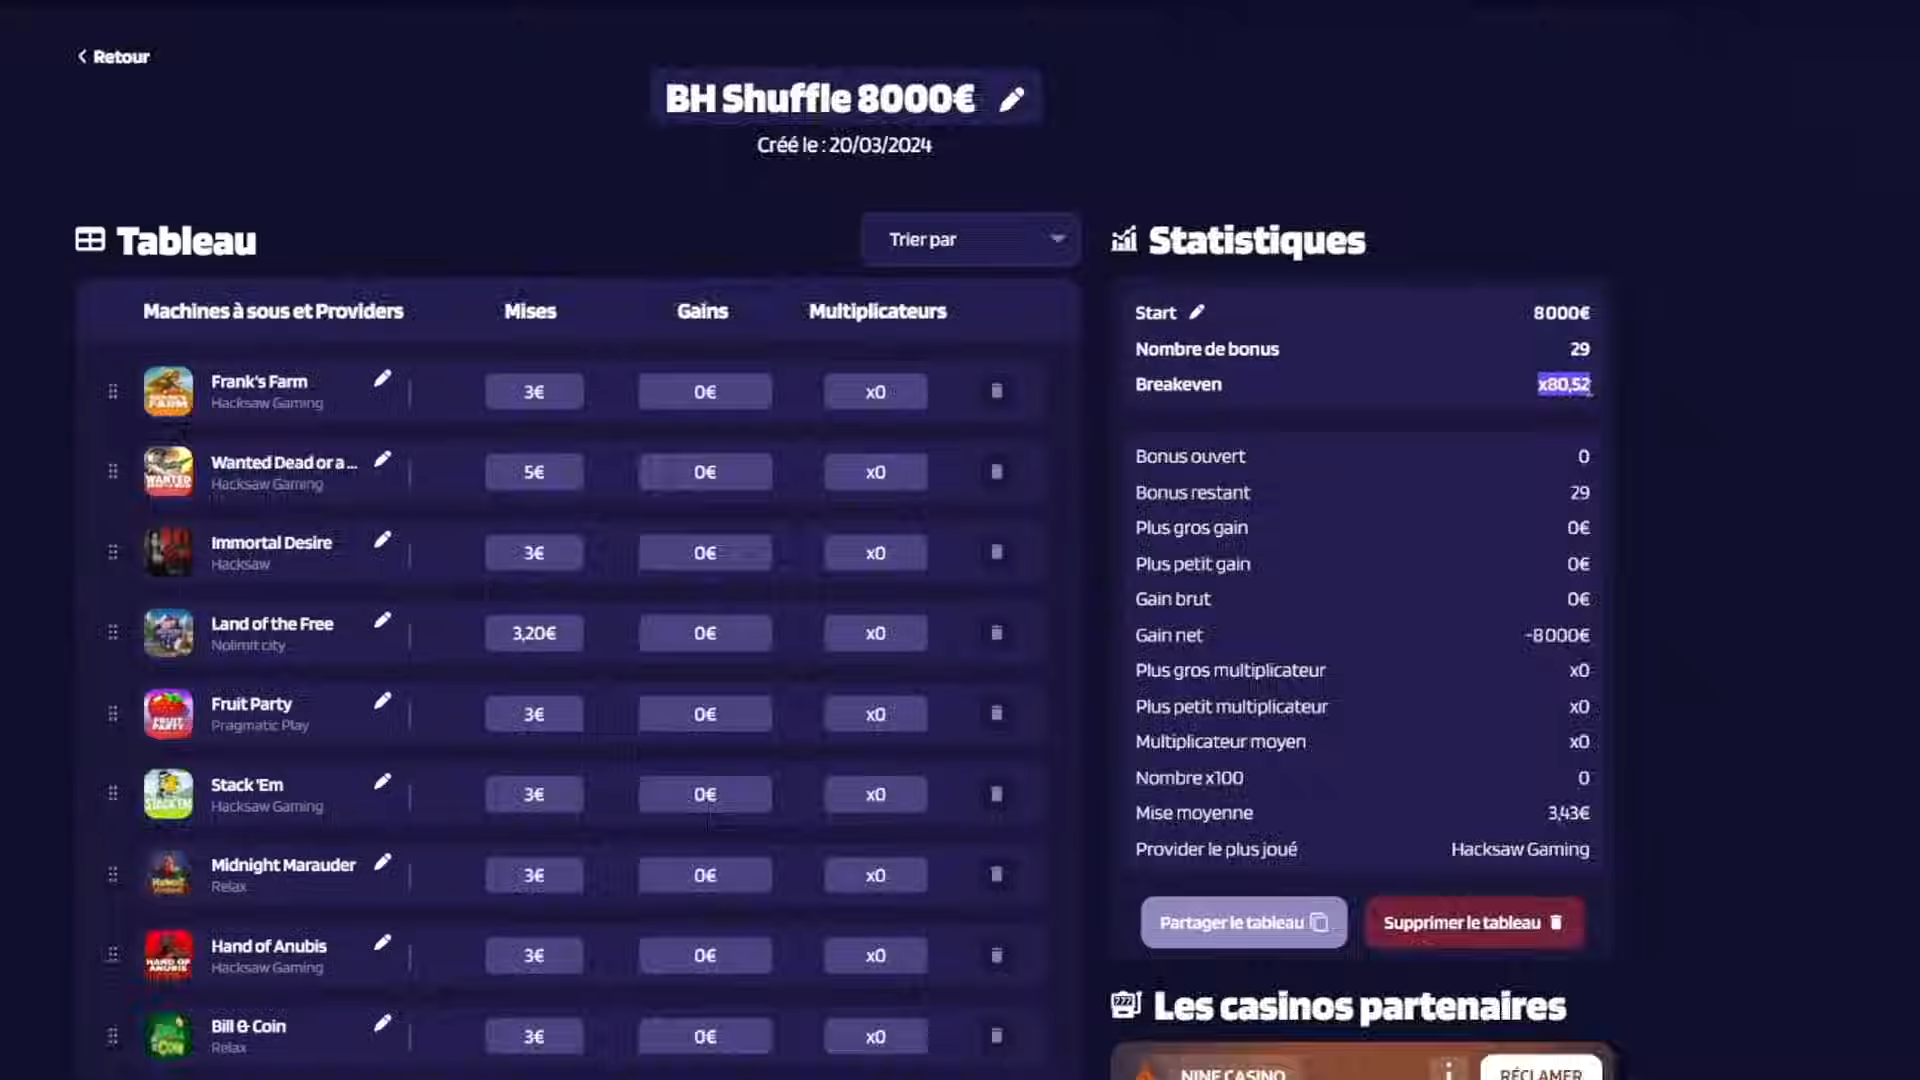 Retour
BH Shuffle 8000€
Créé le : 20/03/2024
Tableau
Trier par
Machines à sous et Providers Mises Gains Multiplicateurs
Frank's Farm
Hacksaw Gaming
3€ 0€ x0
Wanted Dead or a ...
Hacksaw Gaming
5€ 0€ x0
Immortal Desire
Hacksaw
3€ 0€ x0
Land of the Free
Nolimit city
3,20€ 0€ x0
Fruit Party
Pragmatic Play
3€ 0€ x0
Stack 'Em
Hacksaw Gaming
3€ 0€ x0
Midnight Marauder
Relax
3€ 0€ x0
Hand of Anubis
Hacksaw Gaming
3€ 0€ x0
Bill & Coin
Relax
3€ 0€ x0
Statistiques
Start 8000€
Nombre de bonus 29
Breakeven x80,52
Bonus ouvert 0
Bonus restant 29
Plus gros gain 0€
Plus petit gain 0€
Gain brut 0€
Gain net -8000€
Plus gros multiplicateur x0
Plus petit multiplicateur x0
Multiplicateur moyen x0
Nombre x100 0
Mise moyenne 3,43€
Provider le plus joué Hacksaw Gaming
Partager le tableau
Supprimer le tableau
Les casinos partenaires
NINE CASINO
RÉCLAMER